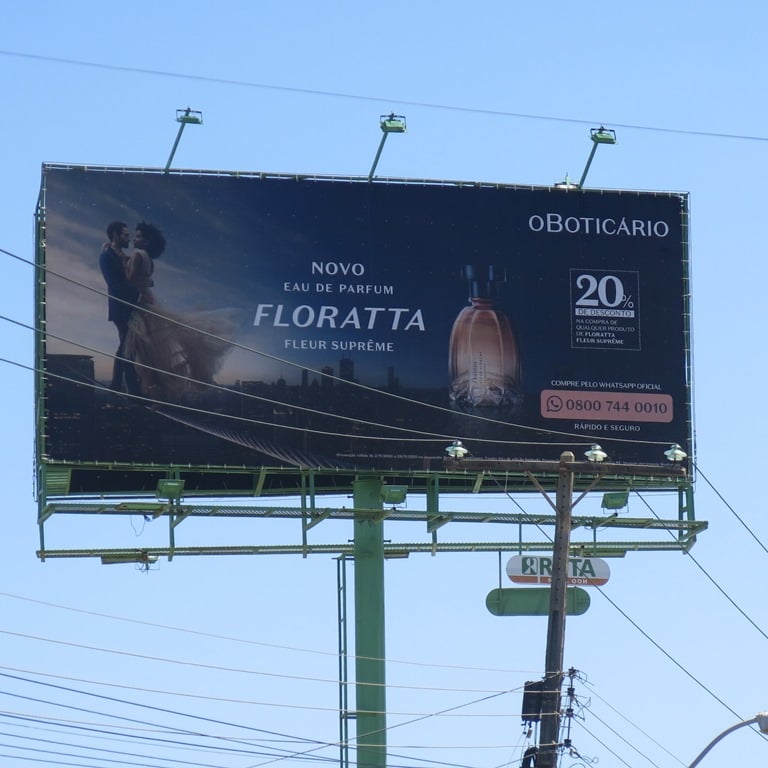 oBOTICÁRIO
NOVO
EAU DE PARFUM
FLORATTA
FLEUR SUPRÊME
20%
DE DESCONTO
NA COMPRA DE
QUALQUER PRODUTO
DE FLORATTA
FLEUR SUPRÊME
COMPRE PELO WHATSAPP OFICIAL
0800 744 0010
RÁPIDO E SEGURO
OOH